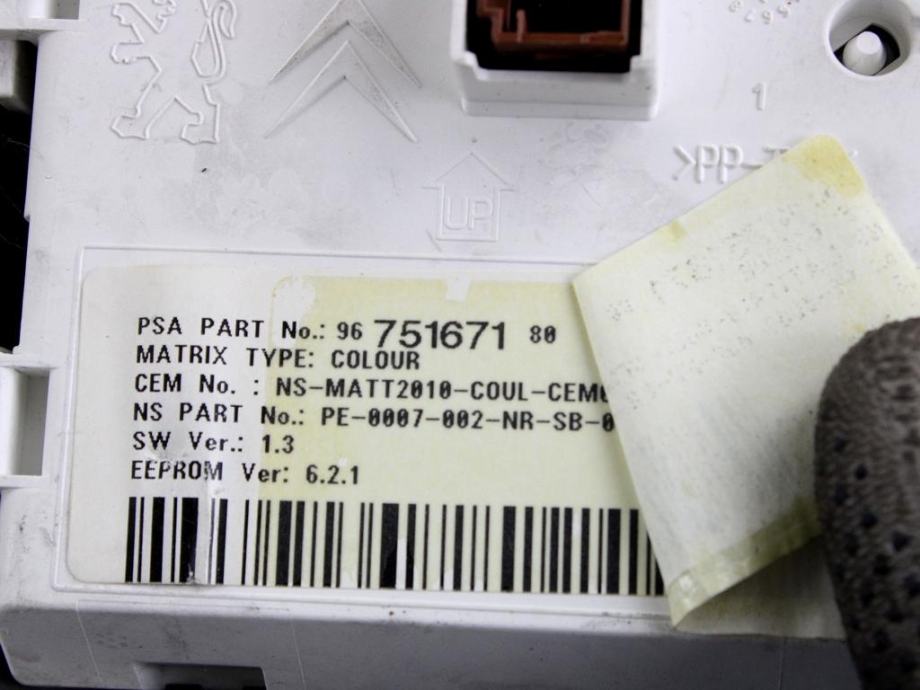 1
UP
PSA PART No.: 96 751671 80
MATRIX TYPE: COLOUR
CEM No. : NS-MATT2010-COUL-CEM
NS PART No.: PE-0007-002-NR-SB-0
SW Ver.: 1.3
EEPROM Ver: 6.2.1